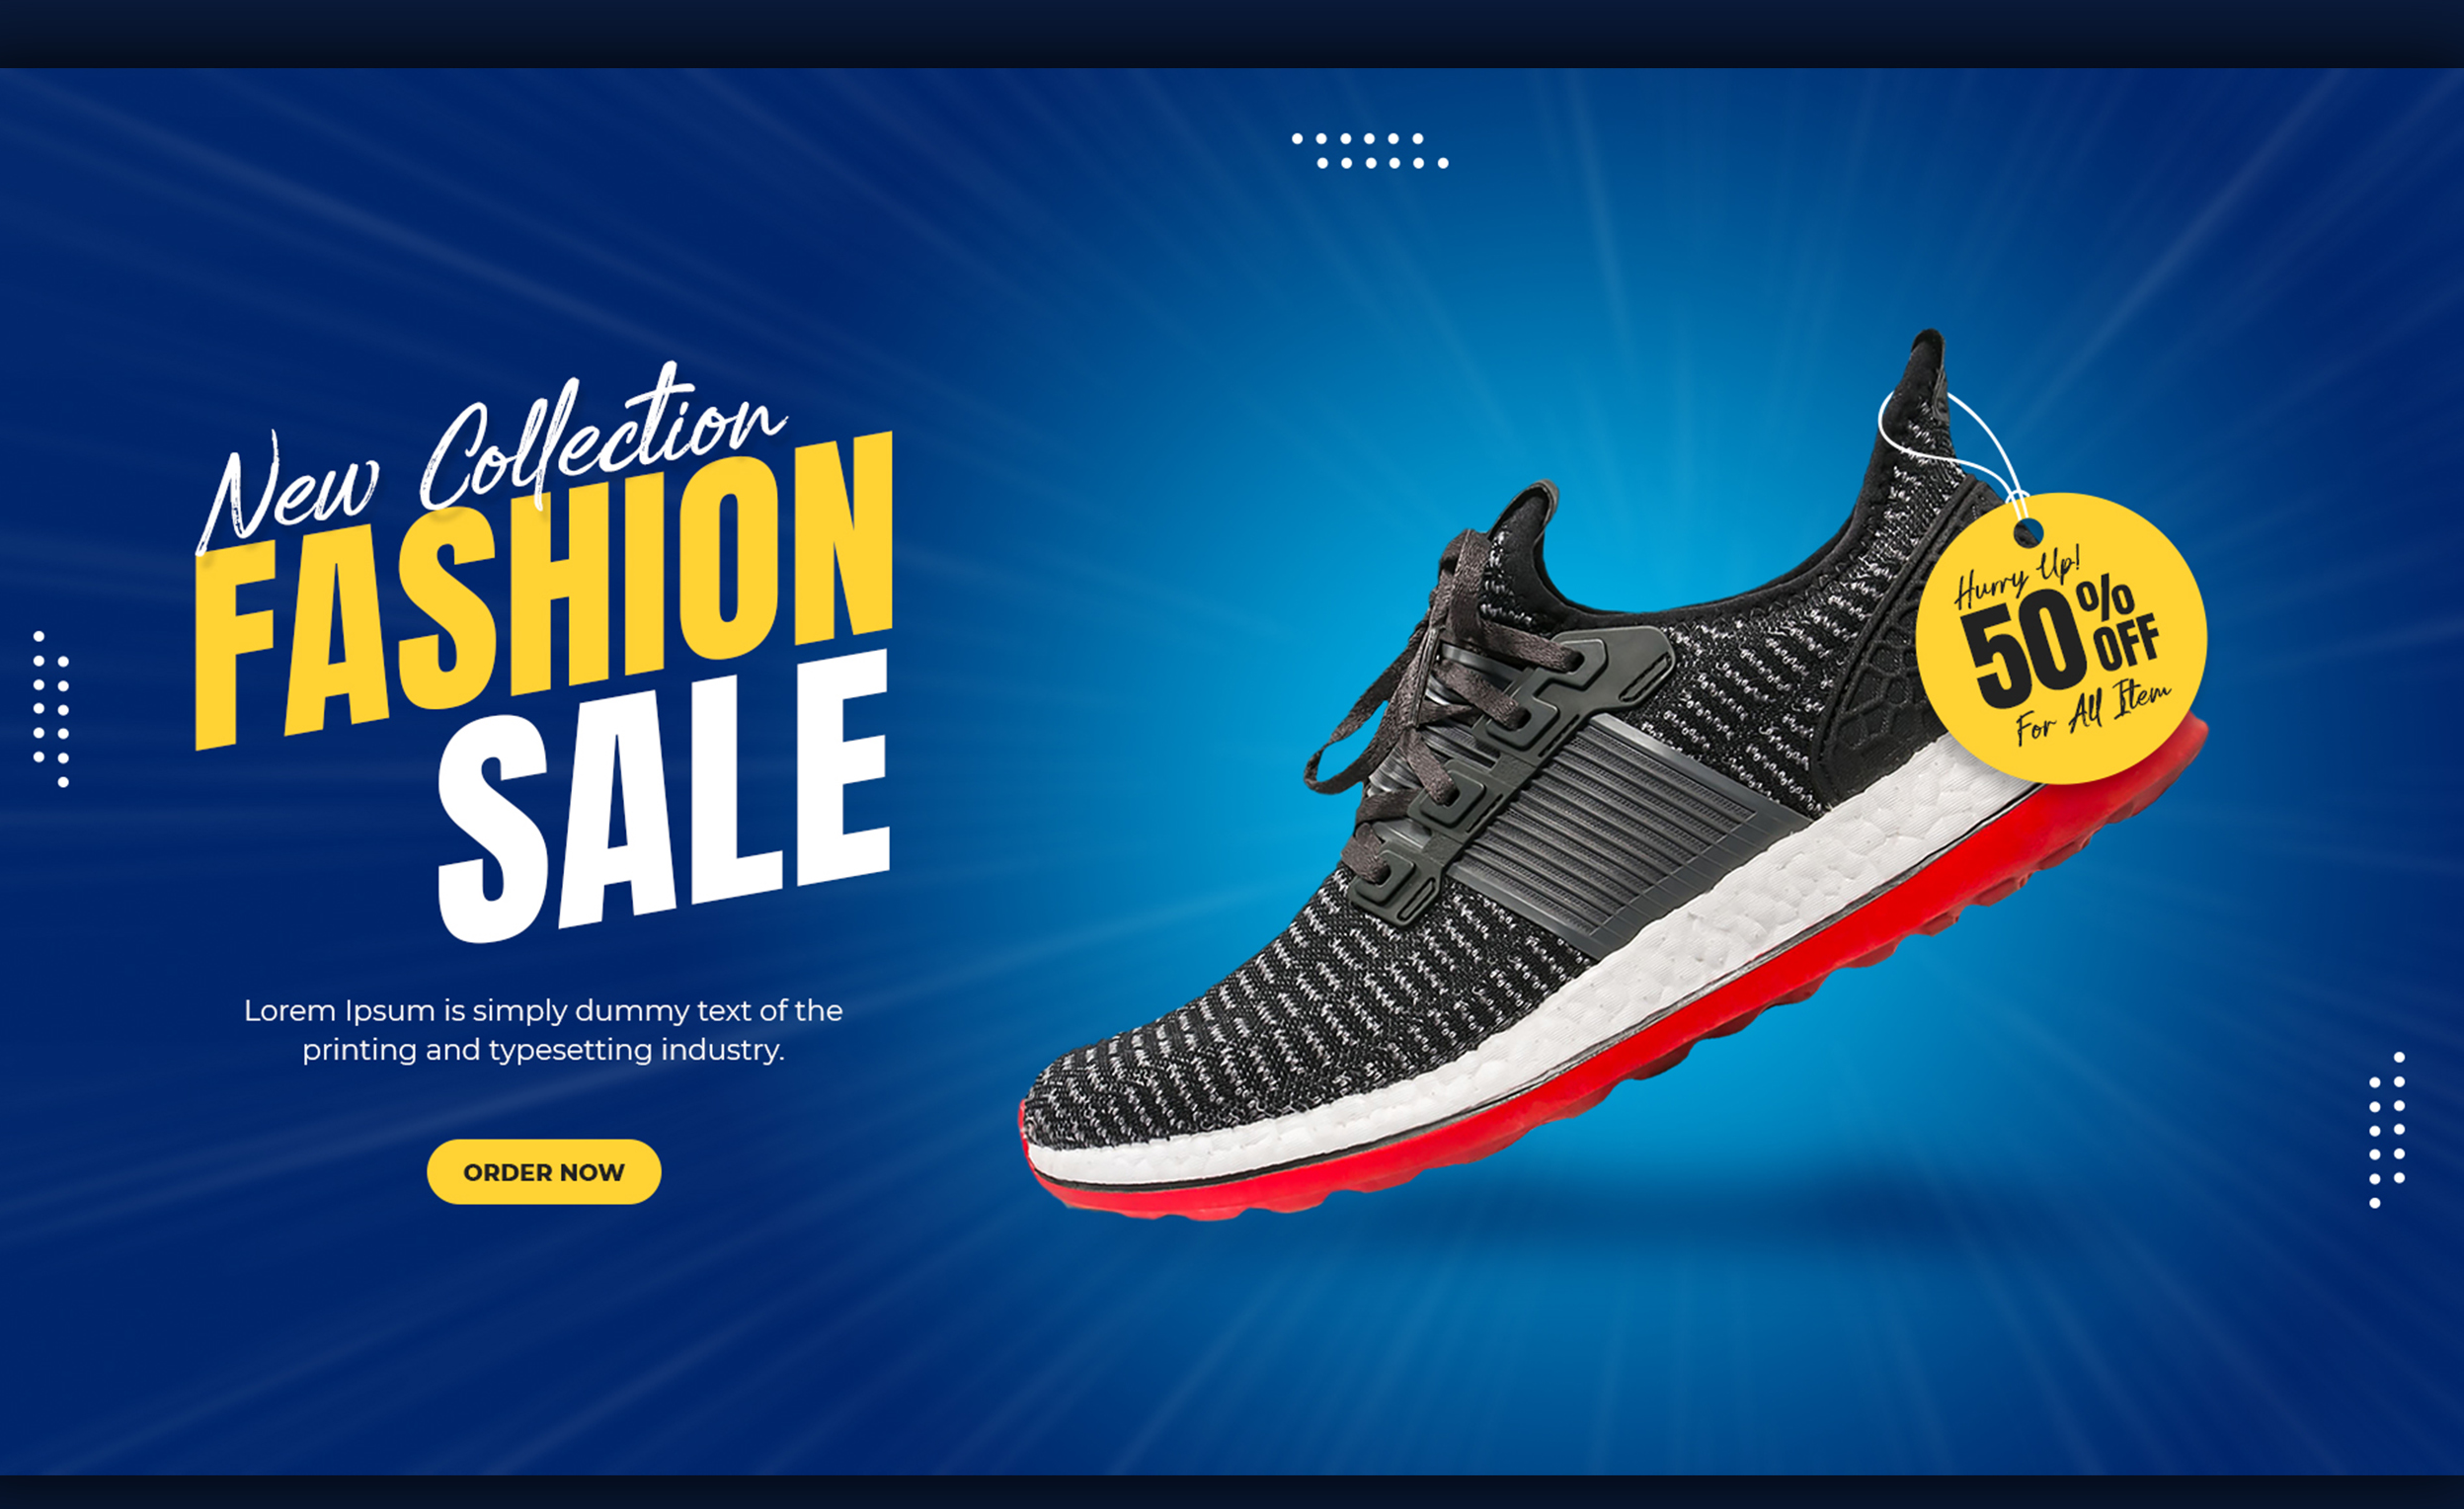 New Collection
FASHION
SALE
Lorem Ipsum is simply dummy text of the
printing and typesetting industry.
ORDER NOW
Hurry Up!
50%
OFF
For All Item